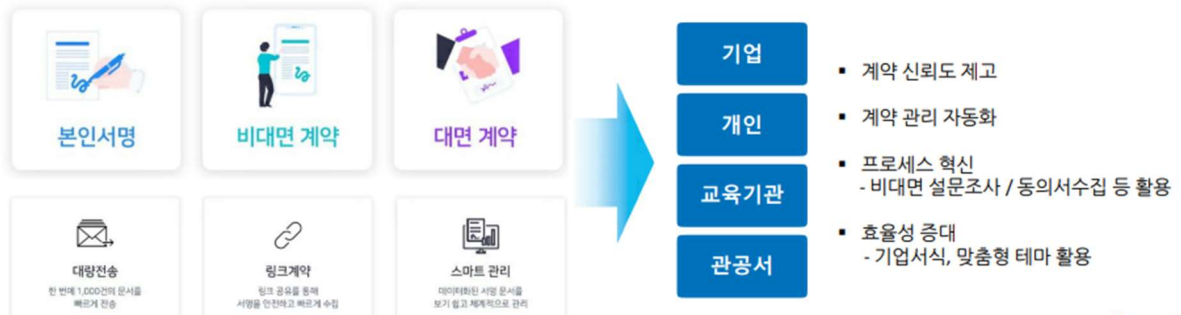 본인서명
비대면 계약
대면 계약
대량전송
한 번에 1,000건의 문서를
빠르게 전송
링크계약
링크 공유를 통해
서명을 안전하고 빠르게 수집
스마트 관리
데이터화된 서명 문서를
보기 쉽고 체계적으로 관리
기업
개인
교육기관
관공서
▪ 계약 신뢰도 제고
▪ 계약 관리 자동화
▪ 프로세스 혁신
- 비대면 설문조사 / 동의서수집 등 활용
▪ 효율성 증대
- 기업서식, 맞춤형 테마 활용